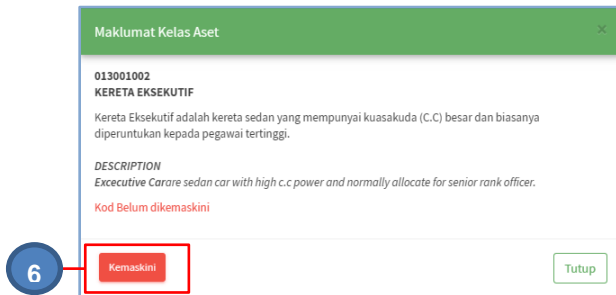 Maklumat Kelas Aset ×
013001002
KERETA EKSEKUTIF
Kereta Eksekutif adalah kereta sedan yang mempunyai kuasakuda (C.C) besar dan biasanya
diperuntukan kepada pegawai tertinggi.
DESCRIPTION
Excecutive Carare sedan car with high c.c power and normally allocate for senior rank officer.
Kod Belum dikemaskini
6
Kemaskini Tutup